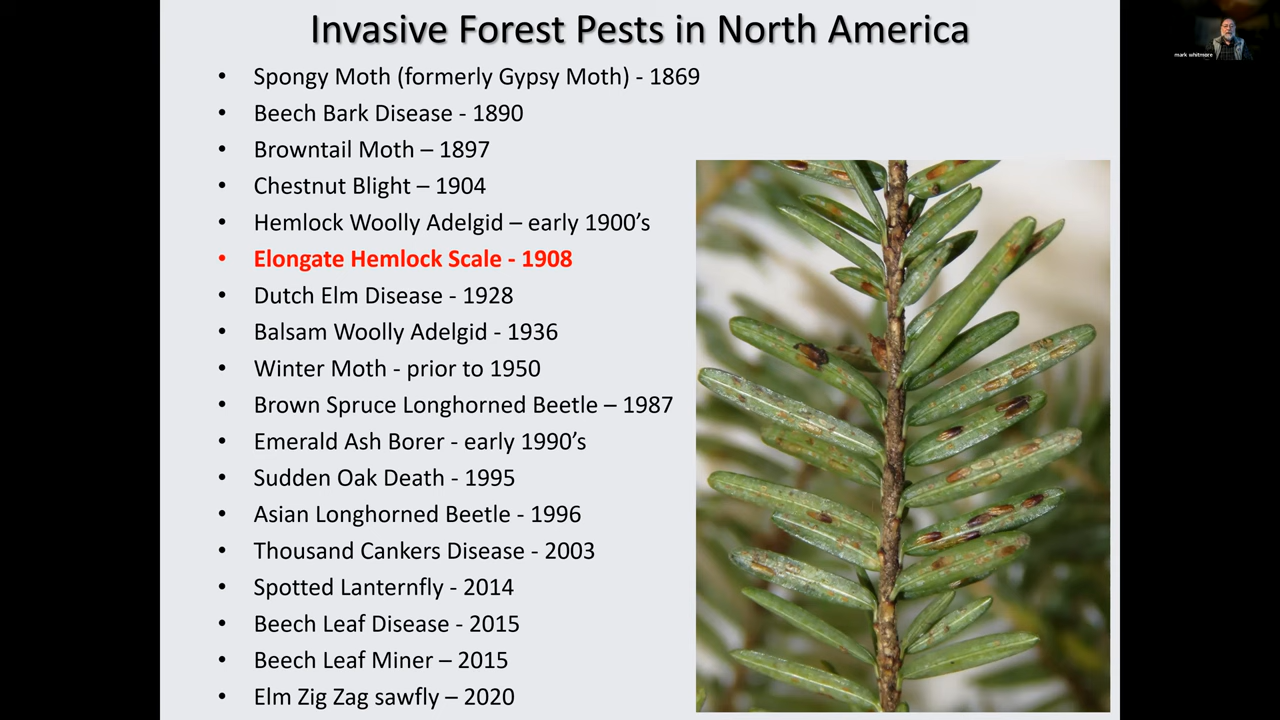 Invasive Forest Pests in North America
• Spongy Moth (formerly Gypsy Moth) - 1869
• Beech Bark Disease - 1890
• Browntail Moth – 1897
• Chestnut Blight – 1904
• Hemlock Woolly Adelgid – early 1900’s
• Elongate Hemlock Scale - 1908
• Dutch Elm Disease - 1928
• Balsam Woolly Adelgid - 1936
• Winter Moth - prior to 1950
• Brown Spruce Longhorned Beetle – 1987
• Emerald Ash Borer - early 1990’s
• Sudden Oak Death - 1995
• Asian Longhorned Beetle - 1996
• Thousand Cankers Disease - 2003
• Spotted Lanternfly - 2014
• Beech Leaf Disease - 2015
• Beech Leaf Miner – 2015
• Elm Zig Zag sawfly – 2020
mark whitmore